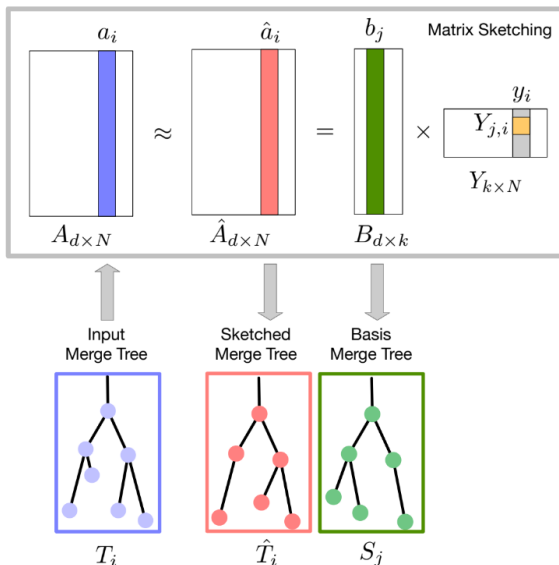 Matrix Sketching
a_i
â_i
b_j
y_i
Y_{j,i}
≈
=
×
A_{d×N}
Â_{d×N}
B_{d×k}
Y_{k×N}
Input
Merge Tree
Sketched
Merge Tree
Basis
Merge Tree
T_i
T̂_i
S_j